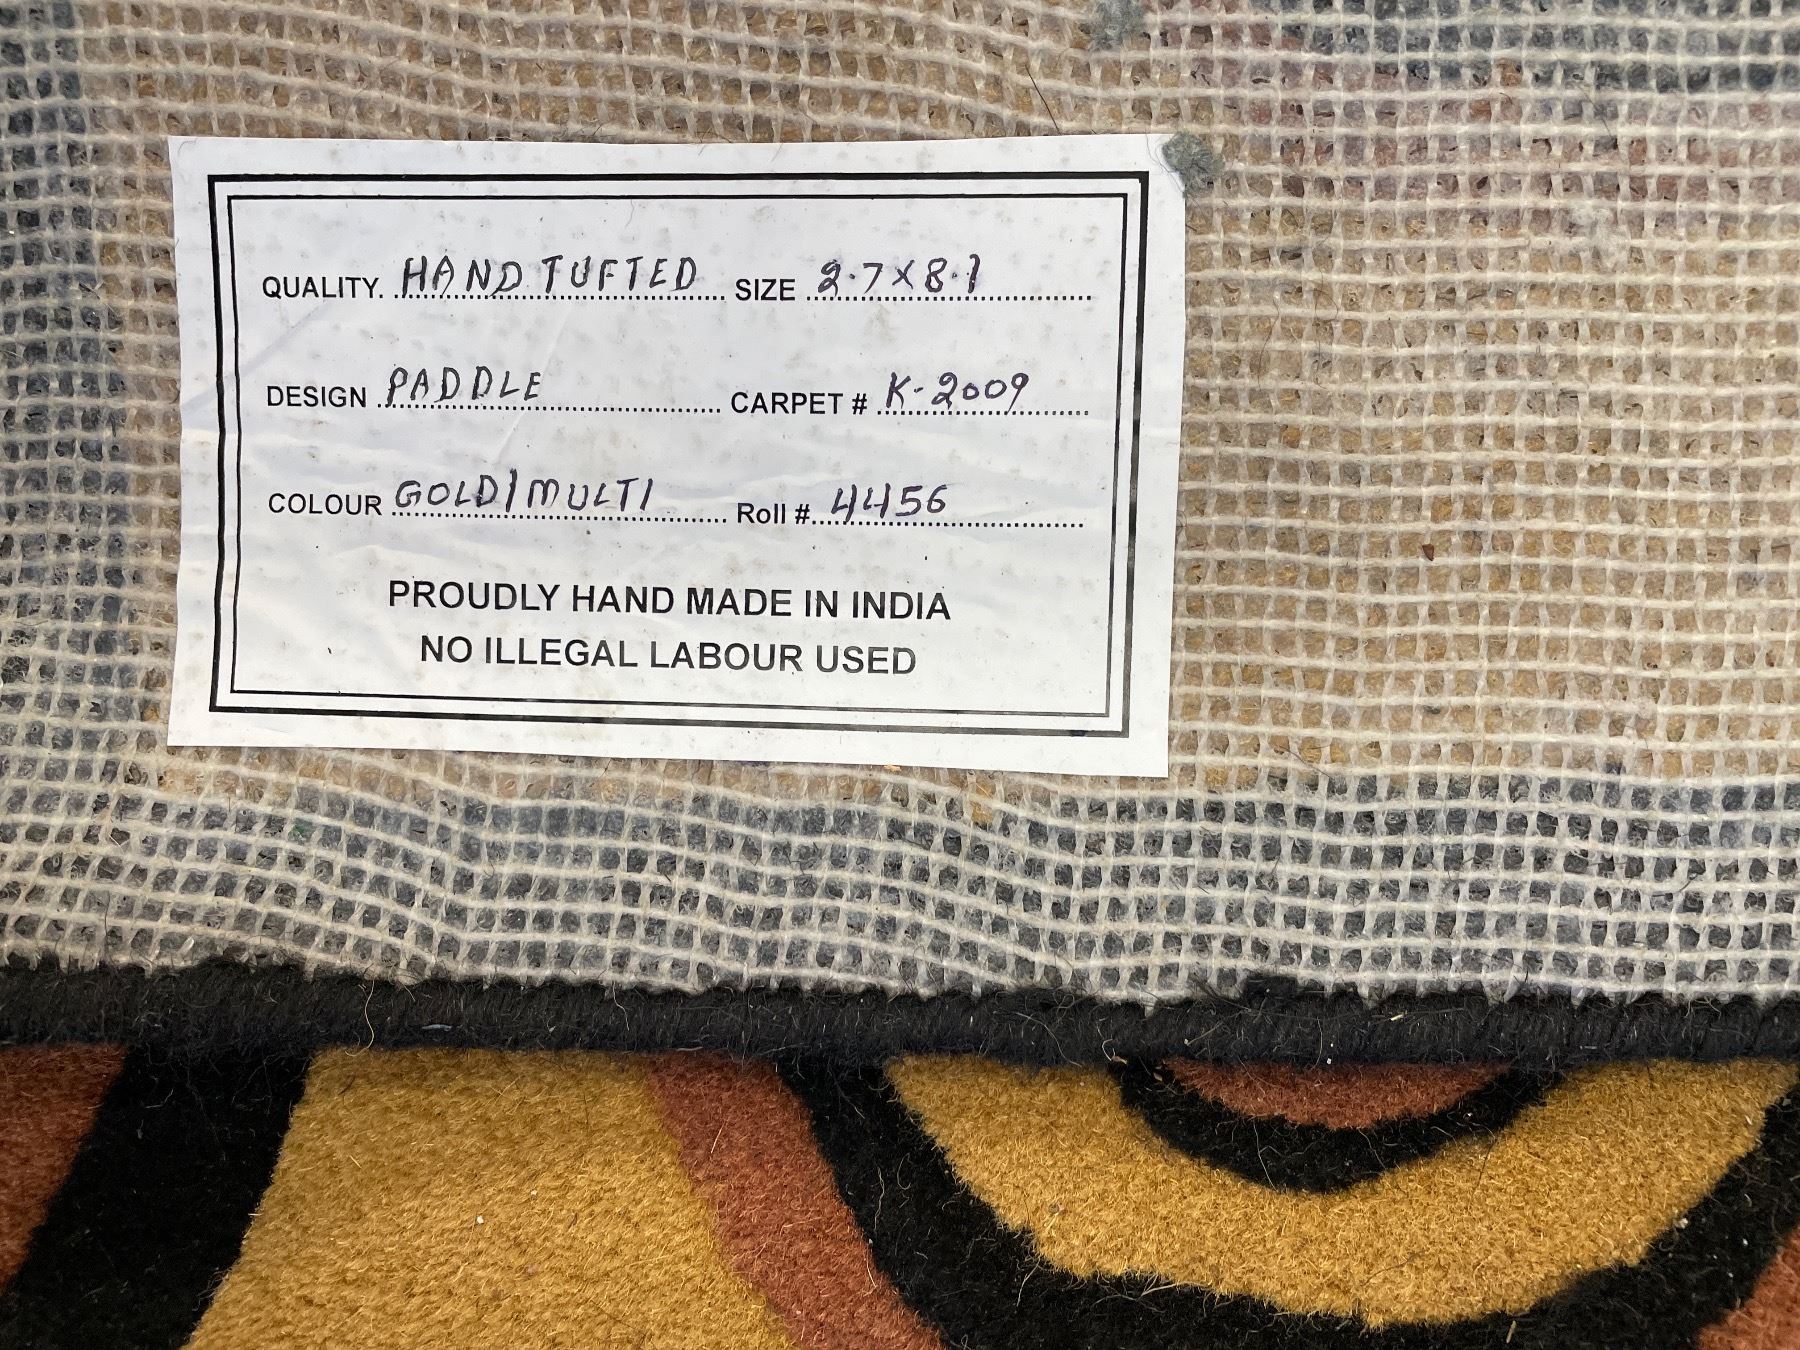 QUALITY. HAND TUFTED SIZE 2.7X8.1
DESIGN PADDLE CARPET # K-2009
COLOUR GOLD/MULTI Roll #. 4456
PROUDLY HAND MADE IN INDIA
NO ILLEGAL LABOUR USED